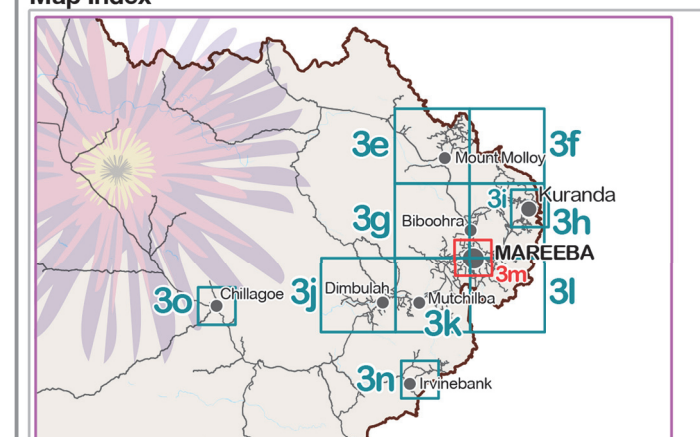 Map Index
3e
3f
Mount Molloy
3i
Kuranda
3g
Biboohra
3h
MAREEBA
3m
3o
Chillagoe
3j
Dimbulah
Mutchilba
3l
3k
3n
Irvinebank